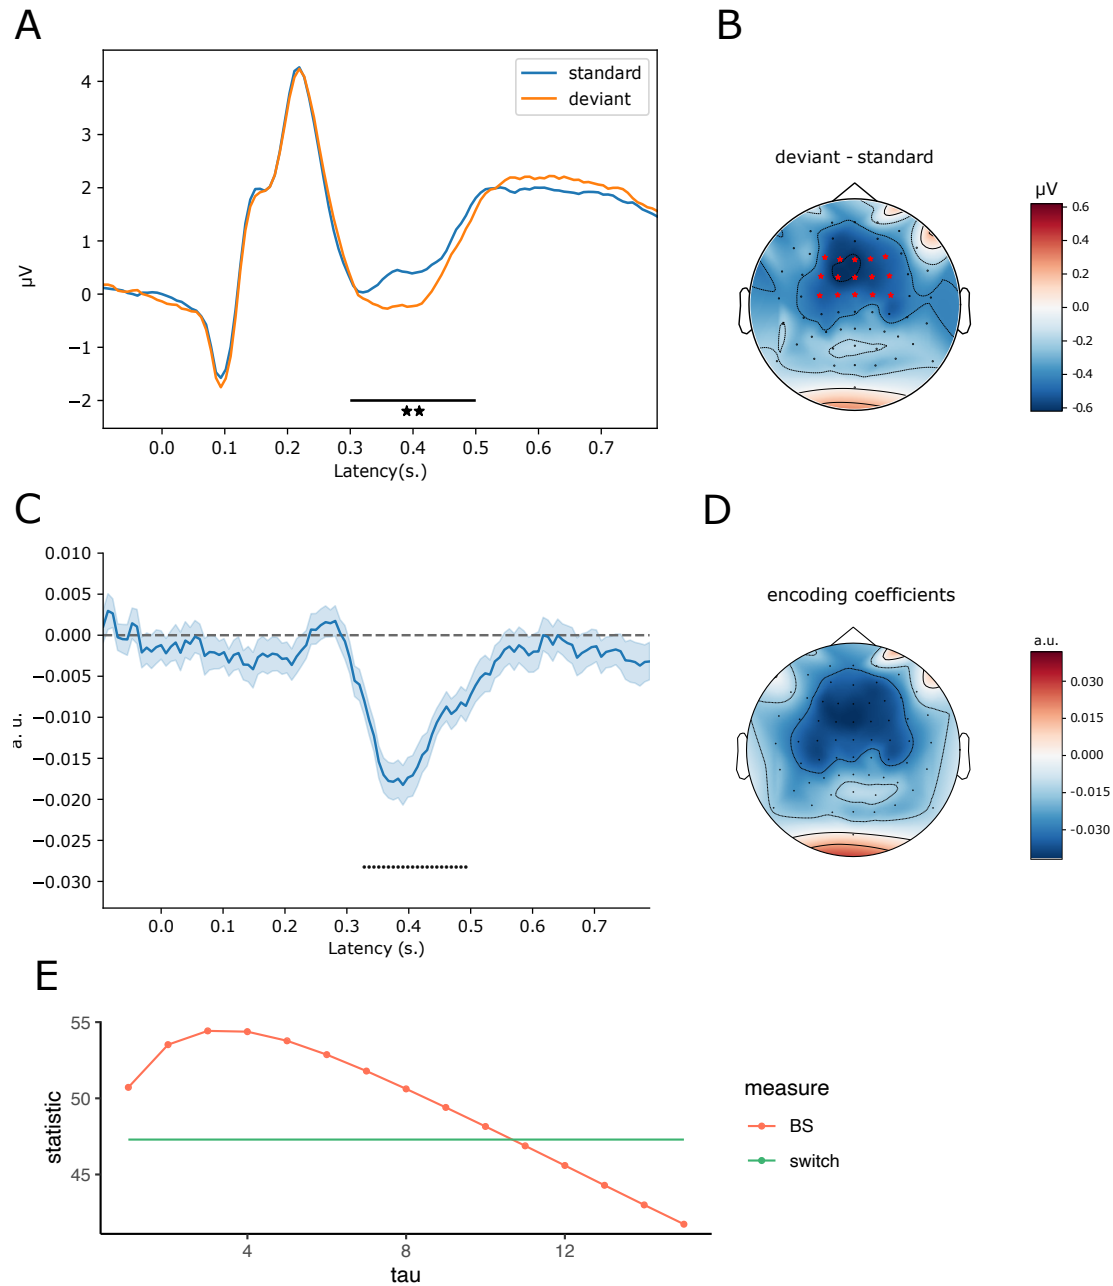 A
B
standard
deviant
4
3
2
1
0
−1
−2
μV
★★
0.0 0.1 0.2 0.3 0.4 0.5 0.6 0.7
Latency(s.)
deviant - standard
μV
0.6
0.4
0.2
0.0
-0.2
-0.4
-0.6
C
D
0.010
0.005
0.000
−0.005
−0.010
−0.015
−0.020
−0.025
−0.030
a. u.
0.0 0.1 0.2 0.3 0.4 0.5 0.6 0.7
Latency (s.)
encoding coefficients
a.u.
0.030
0.015
0.000
-0.015
-0.030
E
55
50
45
statistic
4 8 12
tau
measure
BS
switch